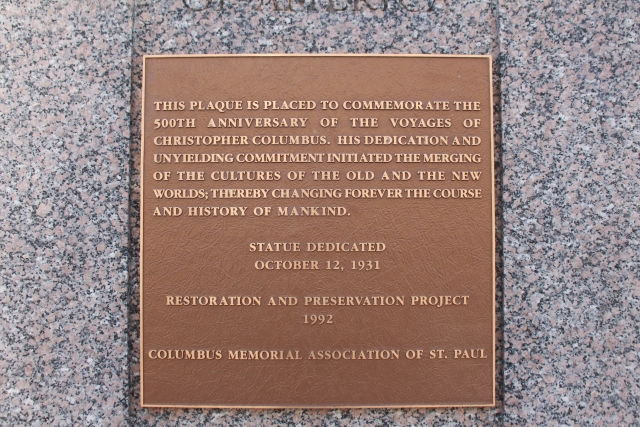 OF AMERICA
THIS PLAQUE IS PLACED TO COMMEMORATE THE
500TH ANNIVERSARY OF THE VOYAGES OF
CHRISTOPHER COLUMBUS. HIS DEDICATION AND
UNYIELDING COMMITMENT INITIATED THE MERGING
OF THE CULTURES OF THE OLD AND THE NEW
WORLDS; THEREBY CHANGING FOREVER THE COURSE
AND HISTORY OF MANKIND.
STATUE DEDICATED
OCTOBER 12, 1931
RESTORATION AND PRESERVATION PROJECT
1992
COLUMBUS MEMORIAL ASSOCIATION OF ST. PAUL